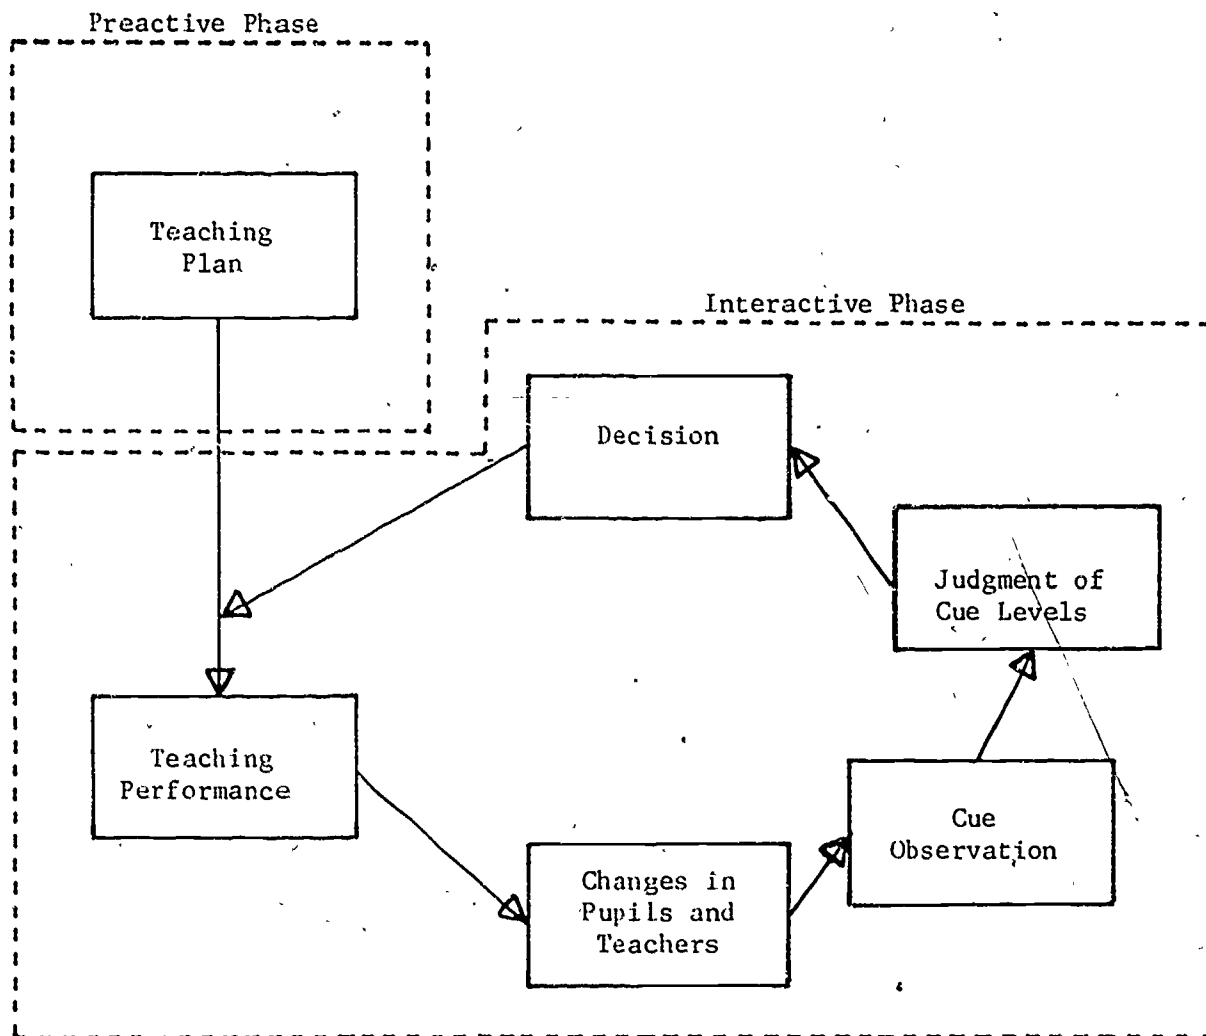 Preactive Phase
Teaching
Plan
Interactive Phase
Decision
Judgment of
Cue Levels
Teaching
Performance
Cue
Observation
Changes in
Pupils and
Teachers